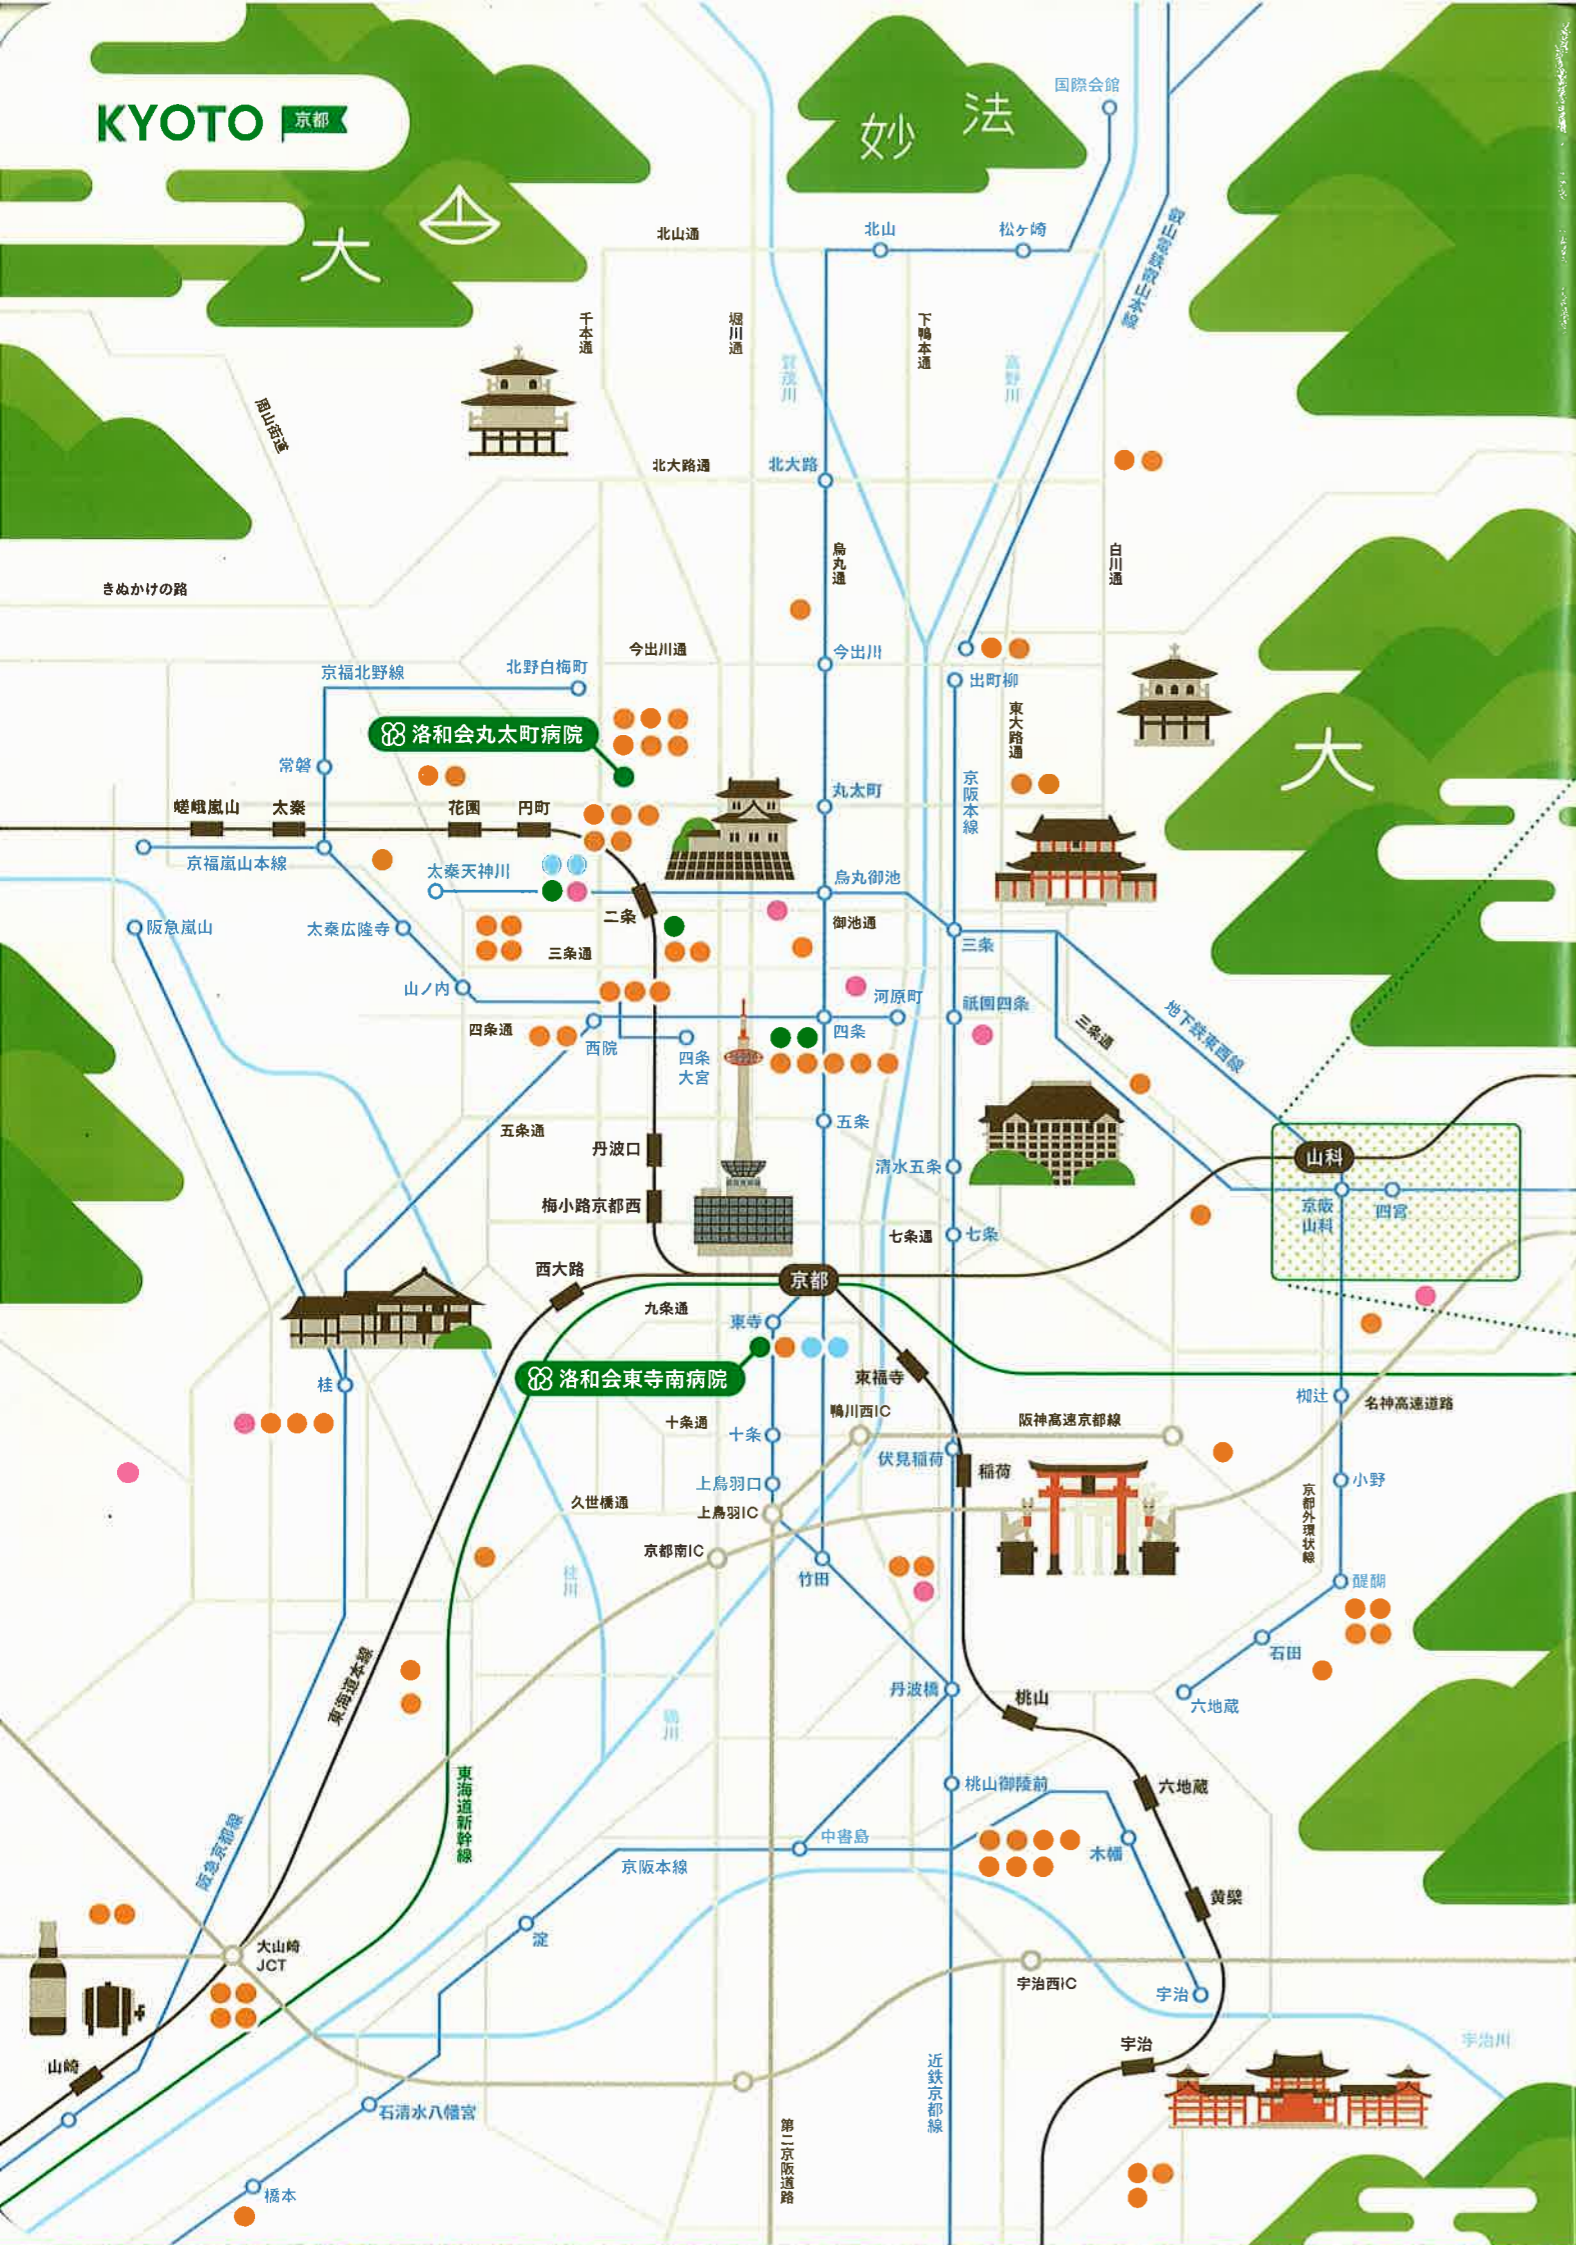 KYOTO 京都
大
妙 法
国際会館
北山
松ヶ崎
北山通
叡山電鉄叡山本線
千本通
堀川通
下鴨本通
賀茂川
高野川
周山街道
北大路通
北大路
烏丸通
白川通
きぬかけの路
今出川通
今出川
京福北野線
北野白梅町
出町柳
東大路通
洛和会丸太町病院
常磐
丸太町
京阪本線
大
嵯峨嵐山
太秦
花園
円町
京福嵐山本線
太秦天神川
烏丸御池
二条
御池通
阪急嵐山
太秦広隆寺
三条通
三条
山ノ内
河原町
祇園四条
地下鉄東西線
三条通
四条通
西院
四条
四条
大宮
五条通
五条
丹波口
清水五条
山科
梅小路京都西
京阪
山科
四宮
七条通
七条
西大路
京都
九条通
東寺
洛和会東寺南病院
東福寺
桂
椥辻
名神高速道路
鴨川西IC
十条通
十条
阪神高速京都線
伏見稲荷
稲荷
上鳥羽口
小野
久世橋通
上鳥羽IC
京都外環状線
京都南IC
桂川
竹田
醍醐
石田
東海道本線
鴨川
丹波橋
桃山
六地蔵
東海道新幹線
桃山御陵前
六地蔵
阪急京都線
中書島
木幡
京阪本線
黄檗
淀
大山崎
JCT
宇治西IC
宇治
山崎
宇治
宇治川
近鉄京都線
石清水八幡宮
第二京阪道路
橋本